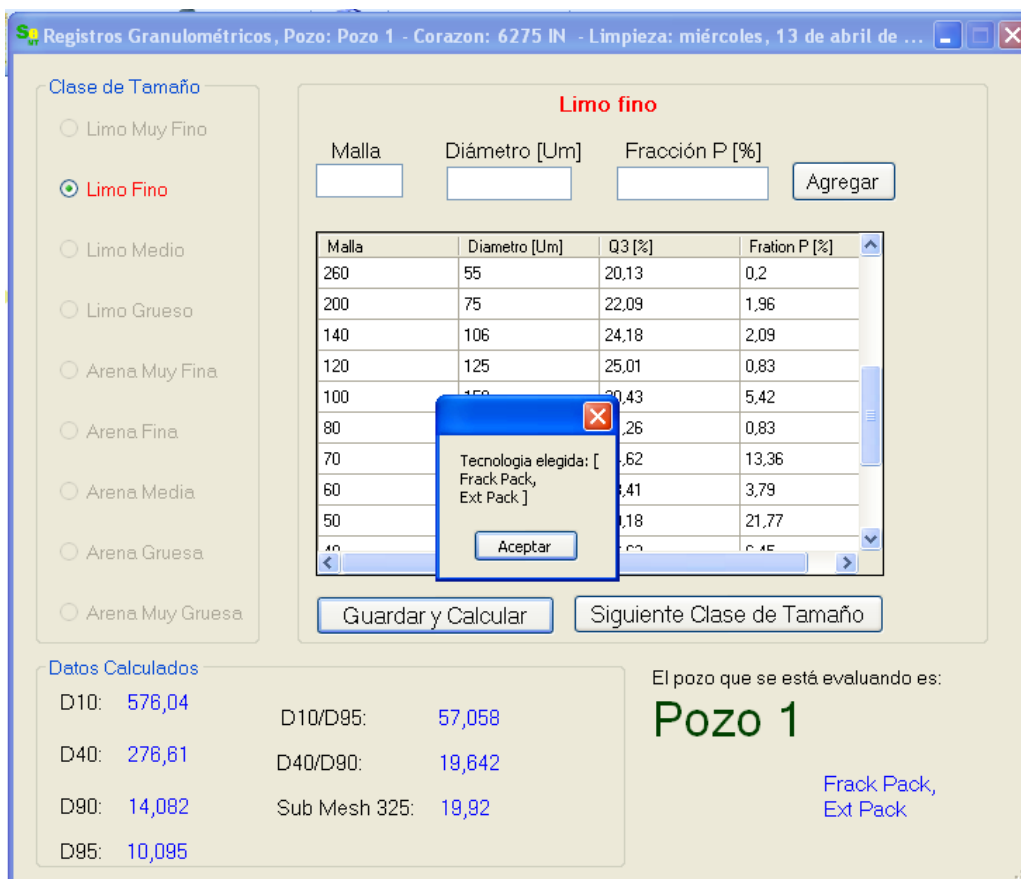 Registros Granulométricos, Pozo: Pozo 1 - Corazon: 6275 IN - Limpieza: miércoles, 13 de abril de ...
Clase de Tamaño
Limo Muy Fino
Limo Fino
Limo Medio
Limo Grueso
Arena Muy Fina
Arena Fina
Arena Media
Arena Gruesa
Arena Muy Gruesa
Limo fino
Malla Diámetro [Um] Fracción P [%]
Agregar
Malla Diametro [Um] Q3 [%] Fration P [%]
260 55 20,13 0,2
200 75 22,09 1,96
140 106 24,18 2,09
120 125 25,01 0,83
100 5,42
80 0,83
70 13,36
60 3,79
50 21,77
Tecnologia elegida: [
Frack Pack,
Ext Pack ]
Aceptar
Guardar y Calcular Siguiente Clase de Tamaño
Datos Calculados
D10: 576,04
D40: 276,61
D90: 14,082
D95: 10,095
D10/D95: 57,058
D40/D90: 19,642
Sub Mesh 325: 19,92
El pozo que se está evaluando es:
Pozo 1
Frack Pack,
Ext Pack